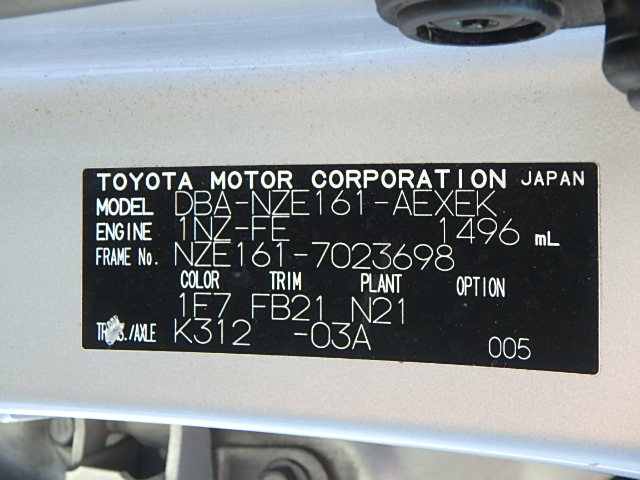 TOYOTA MOTOR CORPORATION JAPAN
MODEL DBA-NZE161-AEXEK
ENGINE 1NZ-FE 1496 mL
FRAME No. NZE161-7023698
COLOR TRIM PLANT OPTION
1F7 FB21 N21
/AXLE K312 -03A
005